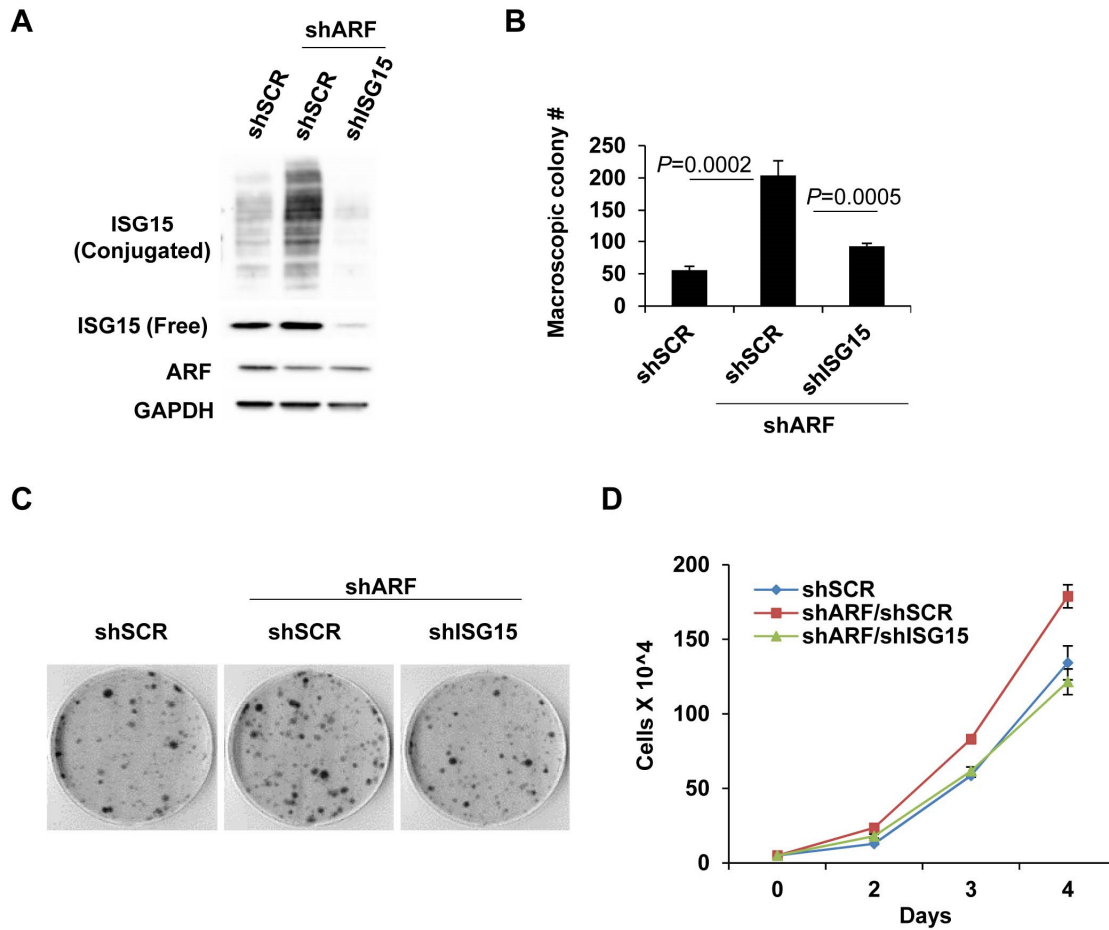 A
shARF
shSCR
shSCR
shISG15
ISG15
(Conjugated)
ISG15 (Free)
ARF
GAPDH
B
Macroscopic colony #
250
200
150
100
50
0
P=0.0002
P=0.0005
shSCR
shSCR
shISG15
shARF
C
shARF
shSCR
shSCR
shISG15
D
Cells X 10^4
200
150
100
50
0
shSCR
shARF/shSCR
shARF/shISG15
0 2 3 4
Days